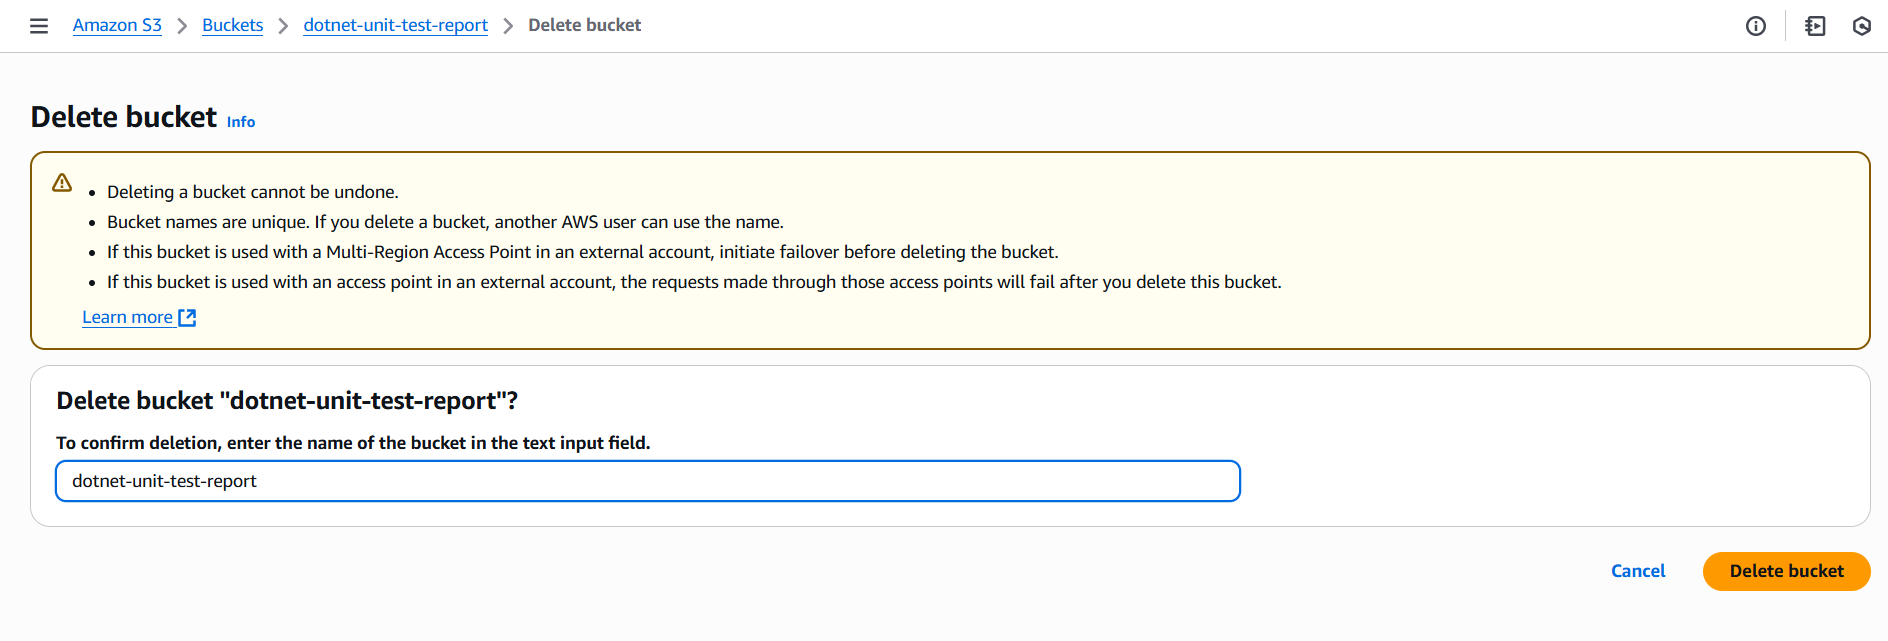 Amazon S3 > Buckets > dotnet-unit-test-report > Delete bucket
Delete bucket Info
• Deleting a bucket cannot be undone.
• Bucket names are unique. If you delete a bucket, another AWS user can use the name.
• If this bucket is used with a Multi-Region Access Point in an external account, initiate failover before deleting the bucket.
• If this bucket is used with an access point in an external account, the requests made through those access points will fail after you delete this bucket.
Learn more
Delete bucket "dotnet-unit-test-report"?
To confirm deletion, enter the name of the bucket in the text input field.
dotnet-unit-test-report
Cancel Delete bucket